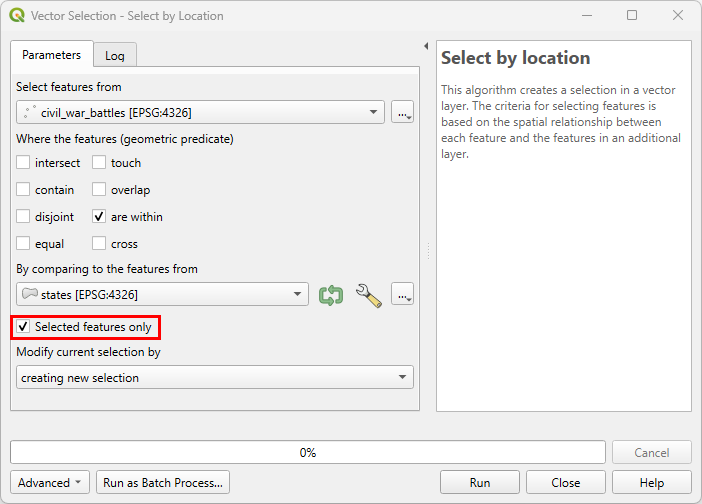 Vector Selection - Select by Location
Parameters
Log
Select features from
civil_war_battles [EPSG:4326]
...
Where the features (geometric predicate)
intersect
touch
contain
overlap
disjoint
are within
equal
cross
By comparing to the features from
states [EPSG:4326]
...
Selected features only
Modify current selection by
creating new selection
Select by location
This algorithm creates a selection in a vector
layer. The criteria for selecting features is
based on the spatial relationship between
each feature and the features in an additional
layer.
0%
Cancel
Advanced
Run as Batch Process...
Run
Close
Help